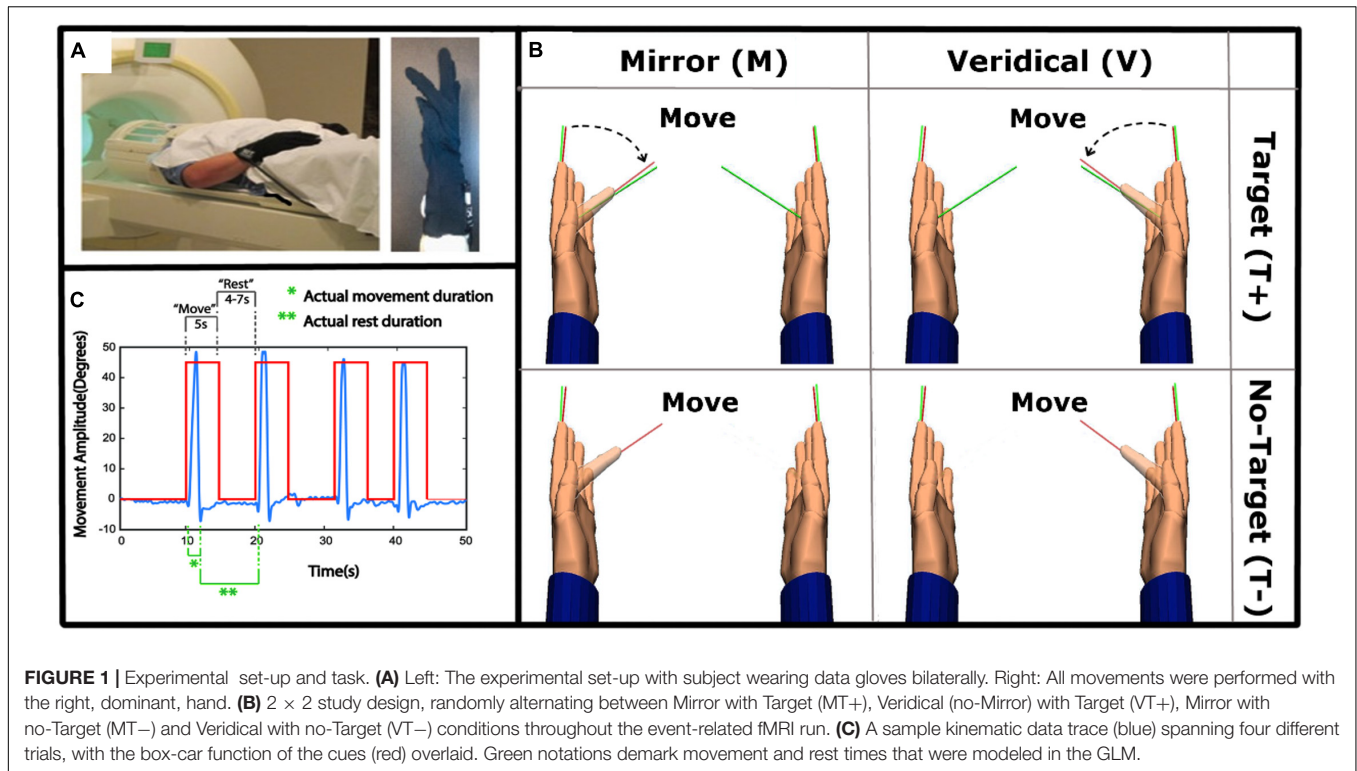 A
B
Mirror (M)
Veridical (V)
Move
Move
Target (T+)
Move
Move
No-Target (T-)
C
"Rest"
4-7s
"Move"
5s
* Actual movement duration
** Actual rest duration
Movement Amplitude(Degrees)
50
40
30
20
10
0
-10
0
10
20
30
40
50
*
**
Time(s)
FIGURE 1 | Experimental set-up and task. (A) Left: The experimental set-up with subject wearing data gloves bilaterally. Right: All movements were performed with
the right, dominant, hand. (B) 2 × 2 study design, randomly alternating between Mirror with Target (MT+), Veridical (no-Mirror) with Target (VT+), Mirror with
no-Target (MT−) and Veridical with no-Target (VT−) conditions throughout the event-related fMRI run. (C) A sample kinematic data trace (blue) spanning four different
trials, with the box-car function of the cues (red) overlaid. Green notations demark movement and rest times that were modeled in the GLM.